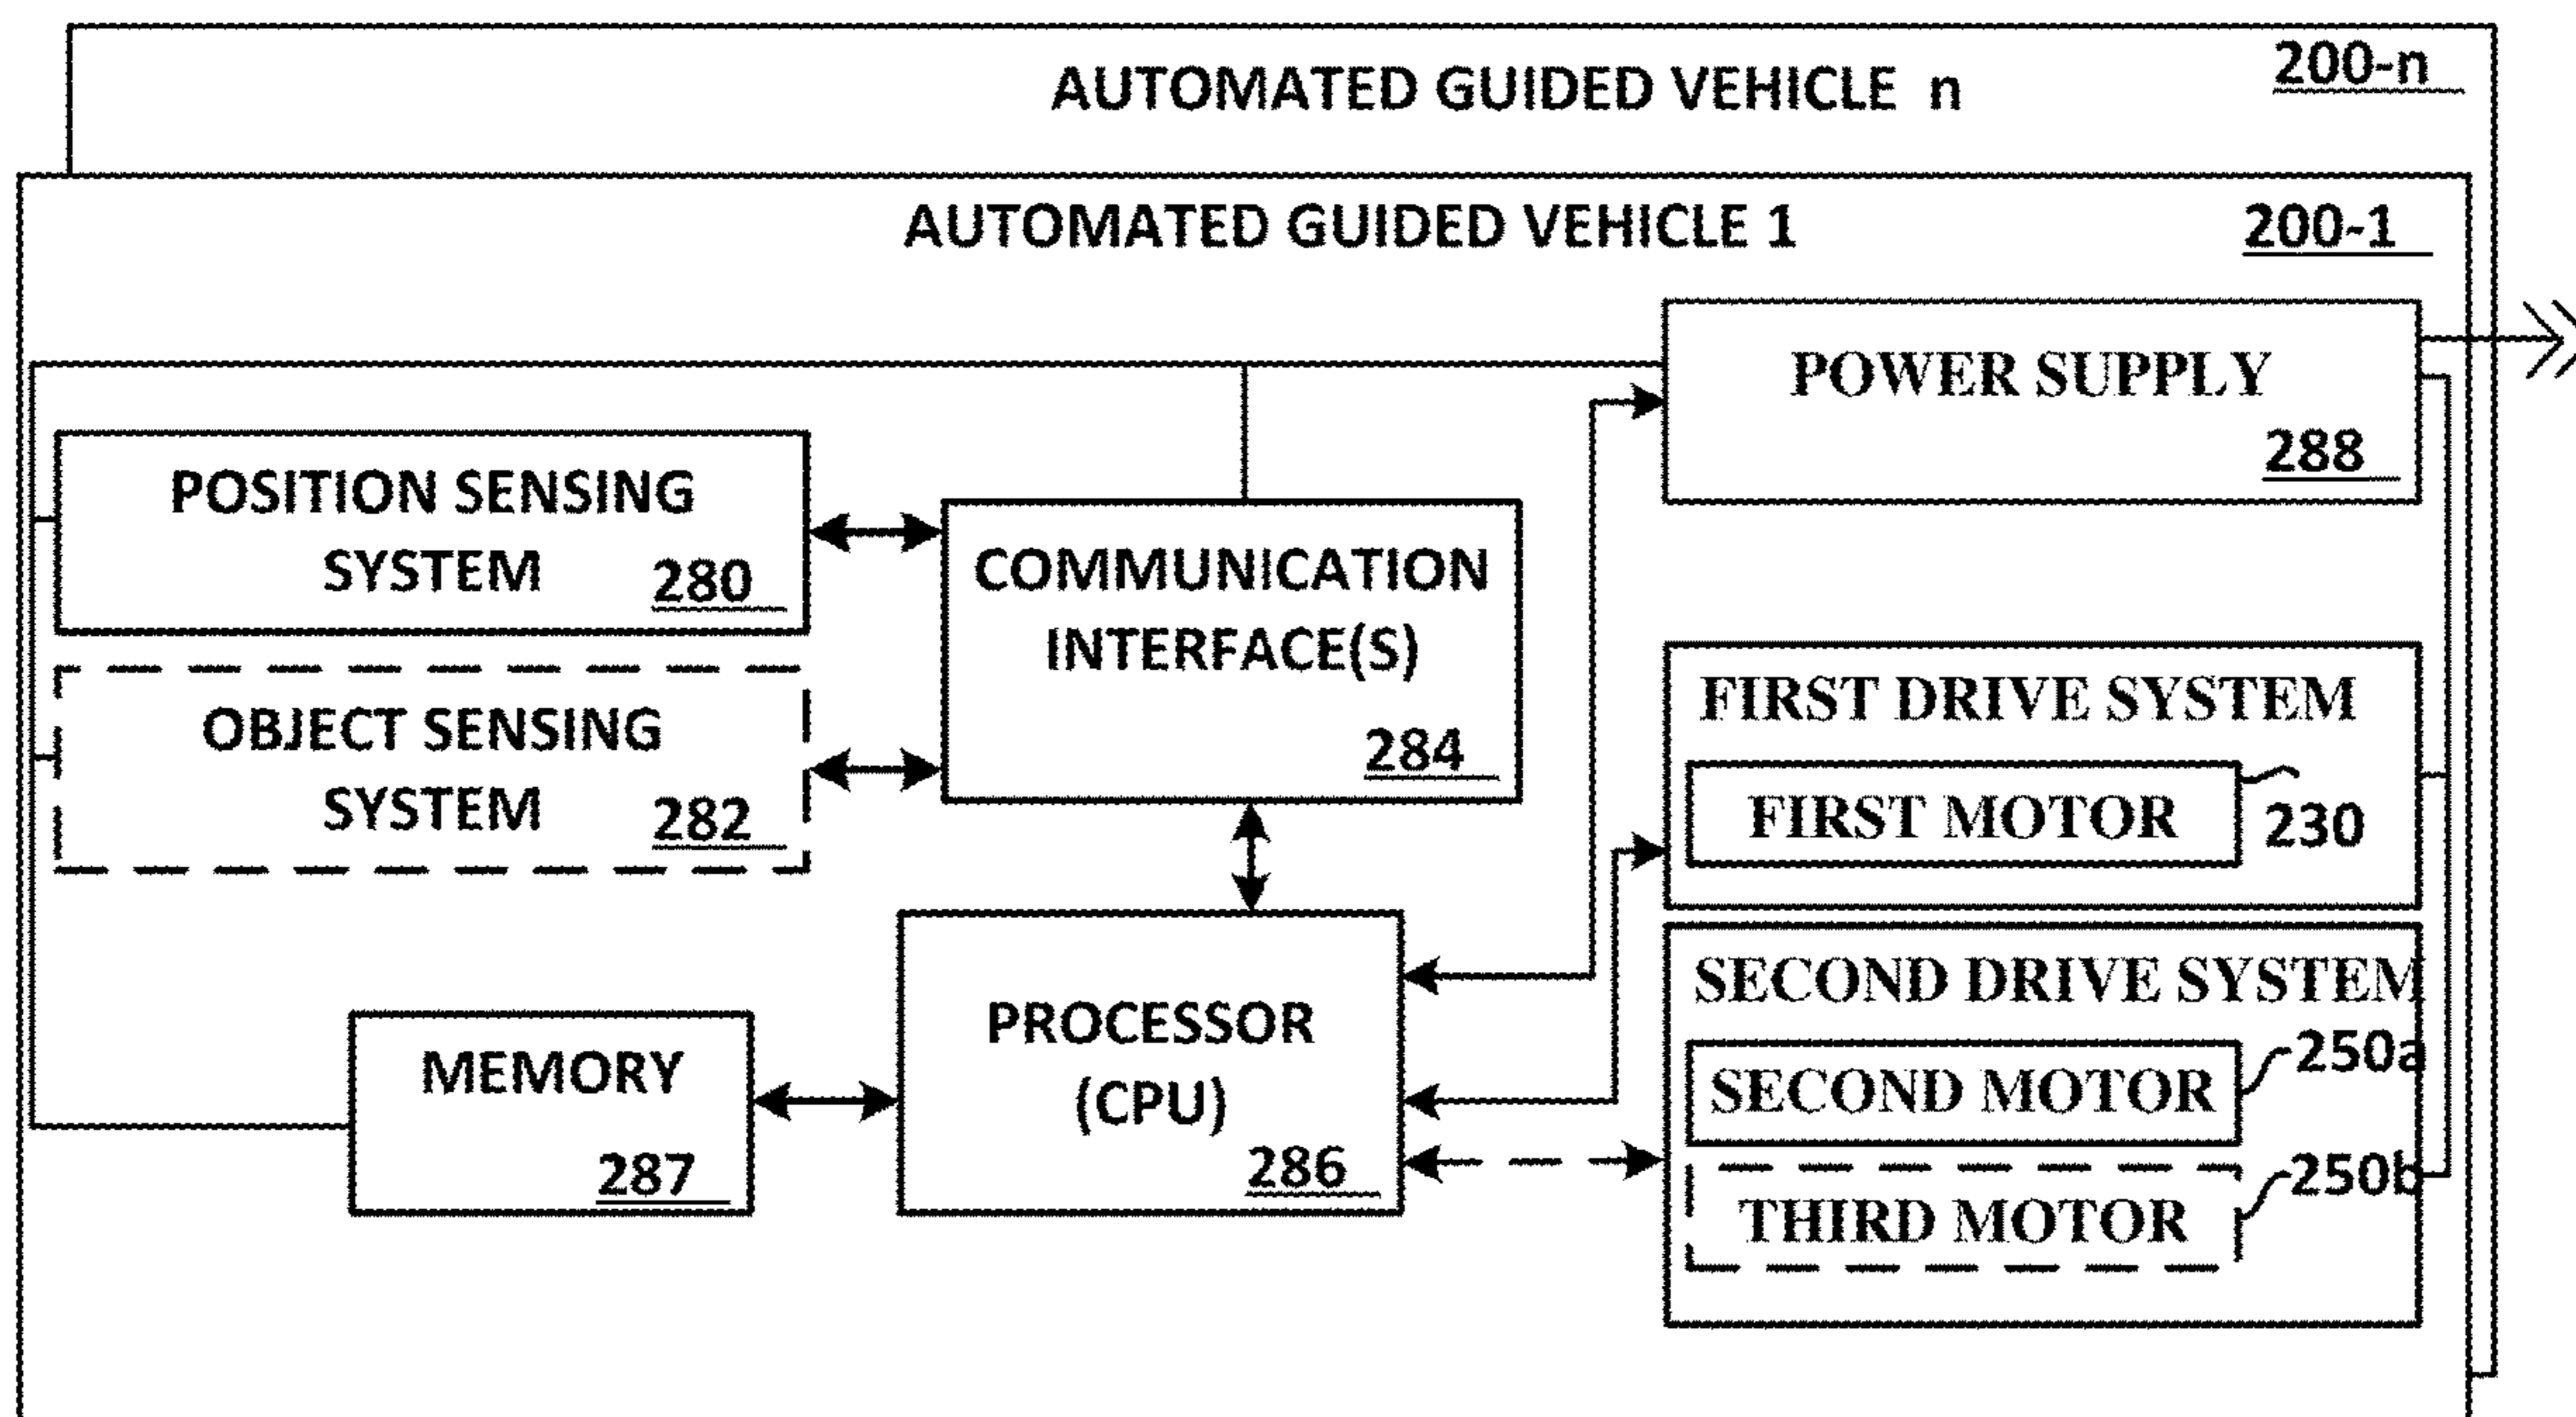 AUTOMATED GUIDED VEHICLE n
200-n
AUTOMATED GUIDED VEHICLE 1
200-1
POWER SUPPLY
288
POSITION SENSING
SYSTEM
280
COMMUNICATION
INTERFACE(S)
284
OBJECT SENSING
SYSTEM
282
FIRST DRIVE SYSTEM
FIRST MOTOR
230
PROCESSOR
(CPU)
286
MEMORY
287
SECOND DRIVE SYSTEM
SECOND MOTOR
250a
THIRD MOTOR
250b